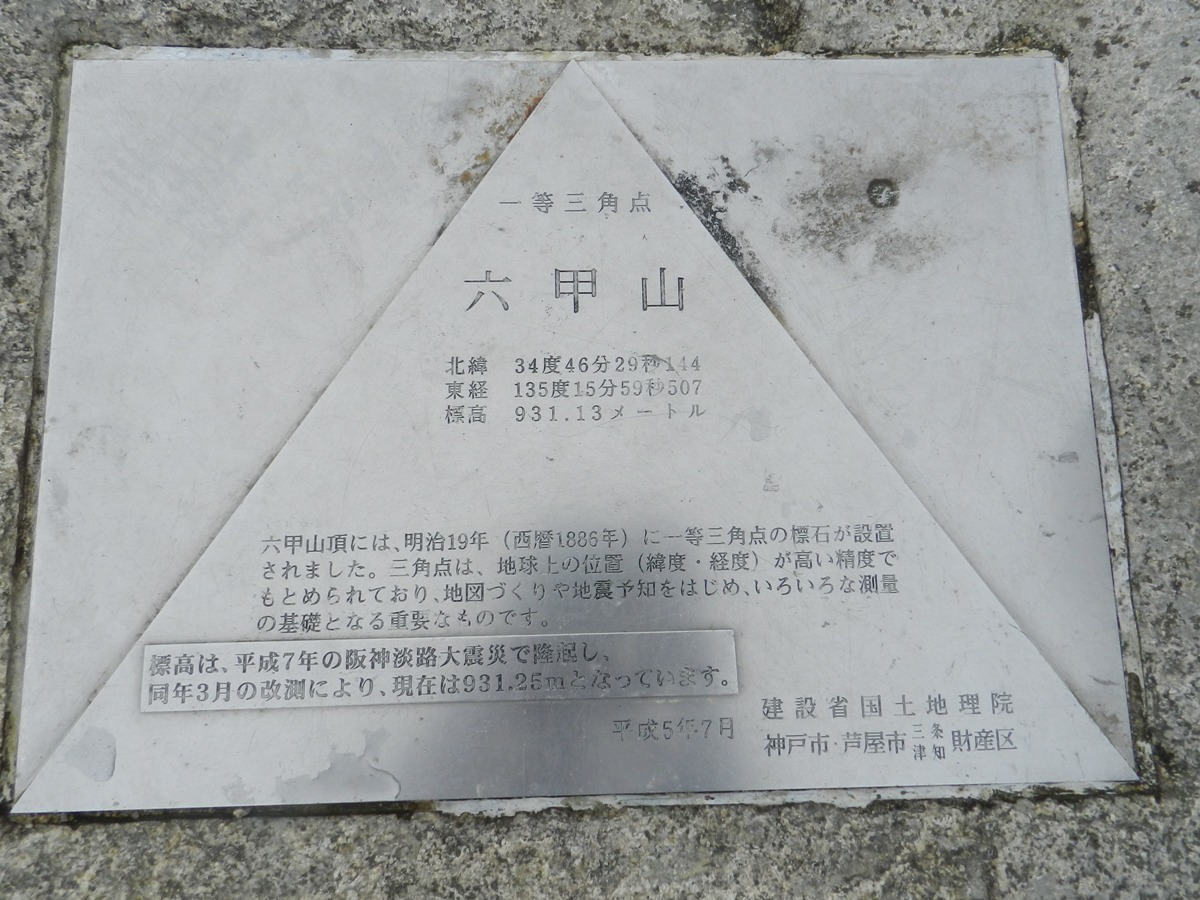 一等三角点
六甲山
北緯 34度46分29秒144
東経 135度15分59秒507
標高 931.13メートル
六甲山頂には、明治19年（西暦1886年）に一等三角点の標石が設置
されました。三角点は、地球上の位置（緯度・経度）が高い精度で
もとめられており、地図づくりや地震予知をはじめ、いろいろな測量
の基礎となる重要なものです。
標高は、平成7年の阪神淡路大震災で隆起し、
同年3月の改測により、現在は931.25mとなっています。
平成5年7月
建設省国土地理院
神戸市・芦屋市三条津知財産区